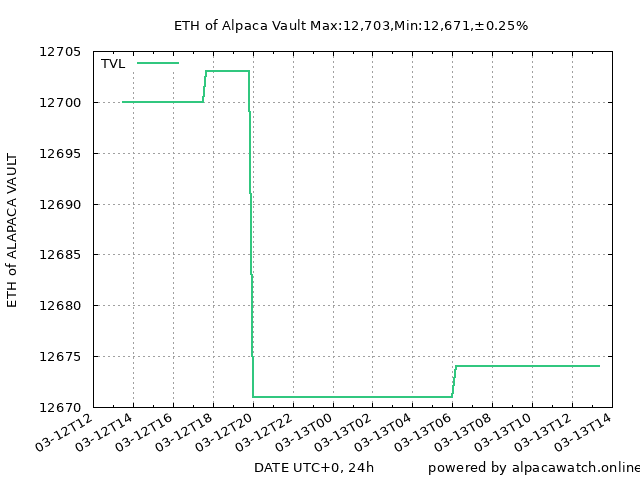 ETH of Alpaca Vault Max:12,703,Min:12,671,±0.25%
TVL
12705
12700
12695
12690
12685
12680
12675
12670
ETH of ALAPACA VAULT
03-12T12
03-12T14
03-12T16
03-12T18
03-12T20
03-12T22
03-13T00
03-13T02
03-13T04
03-13T06
03-13T08
03-13T10
03-13T12
03-13T14
DATE UTC+0, 24h
powered by alpacawatch.online